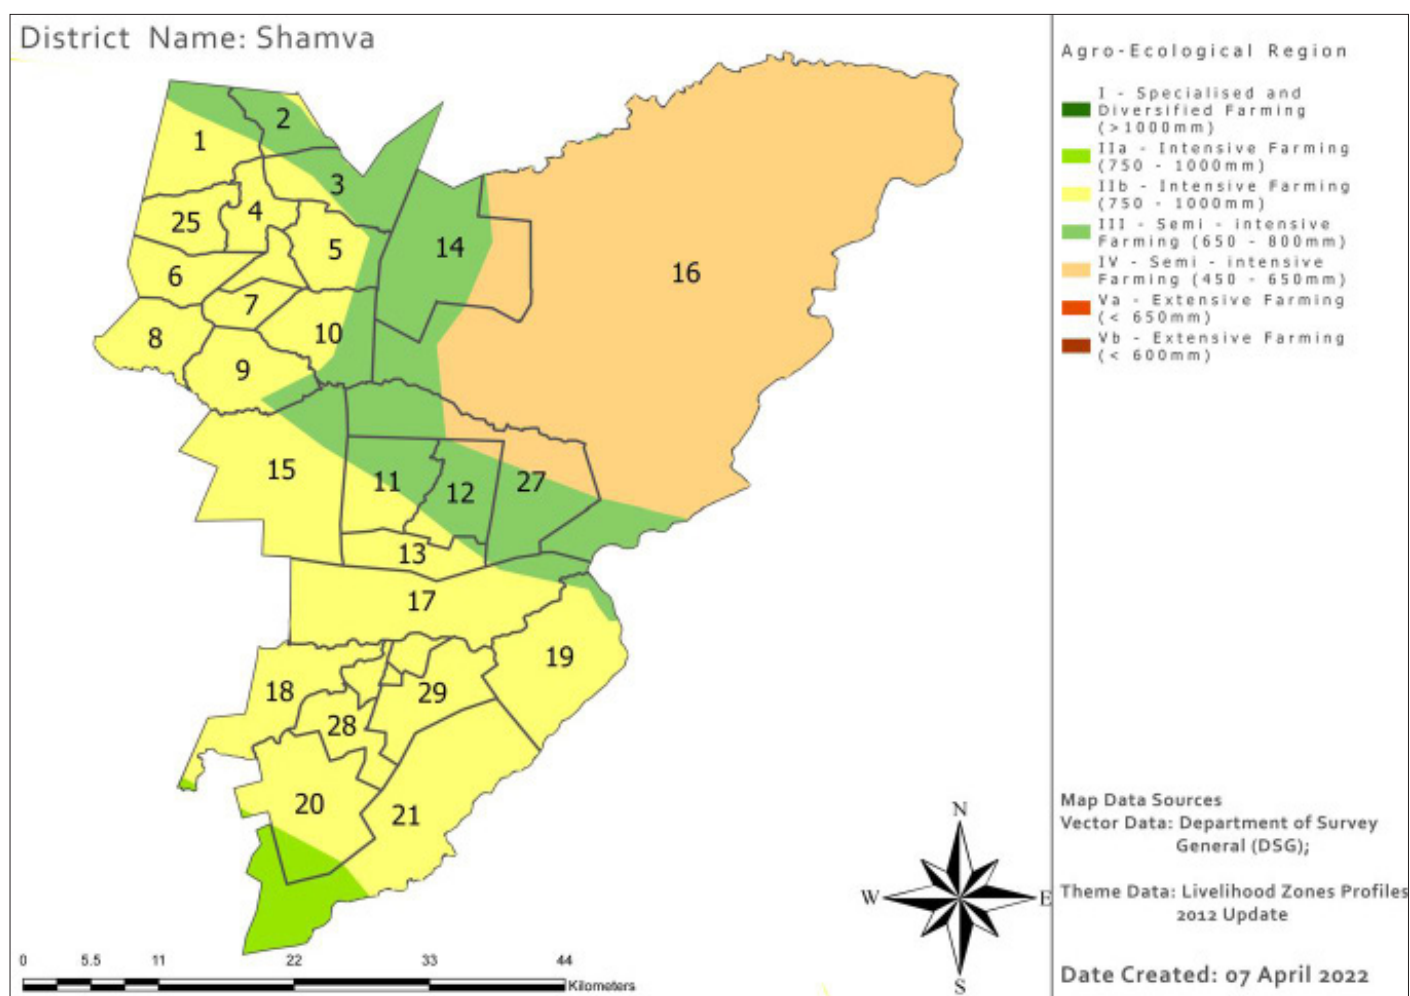 District Name: Shamva
Agro-Ecological Region
I - Specialised and
Diversified Farming
(>1000mm)
IIa - Intensive Farming
(750 - 1000mm)
IIb - Intensive Farming
(750 - 1000mm)
III - Semi - intensive
Farming (650 - 800mm)
IV - Semi - intensive
Farming (450 - 650mm)
Va - Extensive Farming
(< 650mm)
Vb - Extensive Farming
(< 600mm)
1
2
3
4
25
5
14
16
6
7
10
8
9
15
11
12
27
13
17
19
18
29
28
20
21
N
W
E
S
Map Data Sources
Vector Data: Department of Survey
General (DSG);
Theme Data: Livelihood Zones Profiles
2012 Update
Date Created: 07 April 2022
0 5.5 11 22 33 44
Kilometers